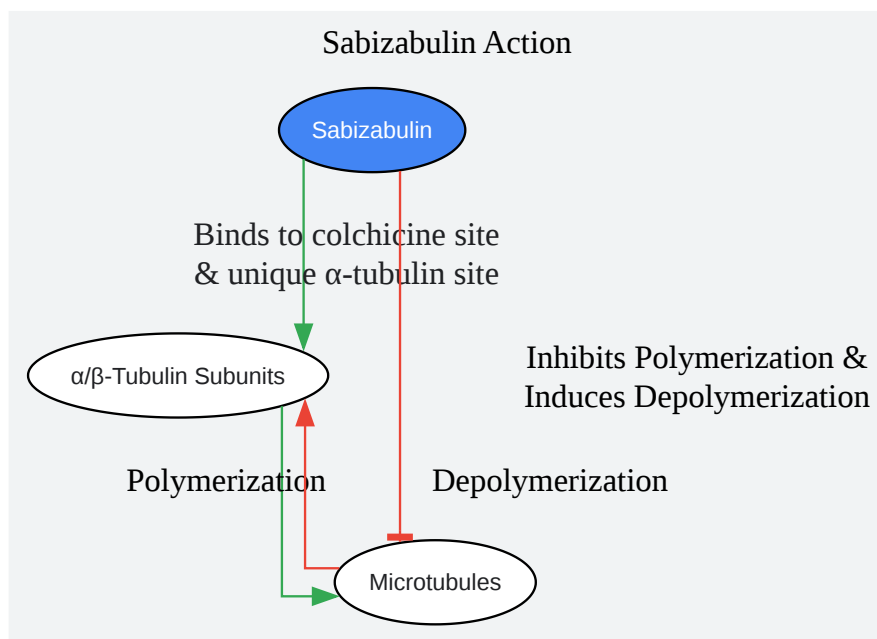 Sabizabulin Action
Sabizabulin
Binds to colchicine site
& unique α-tubulin site
α/β-Tubulin Subunits
Inhibits Polymerization &
Induces Depolymerization
Polymerization
Depolymerization
Microtubules